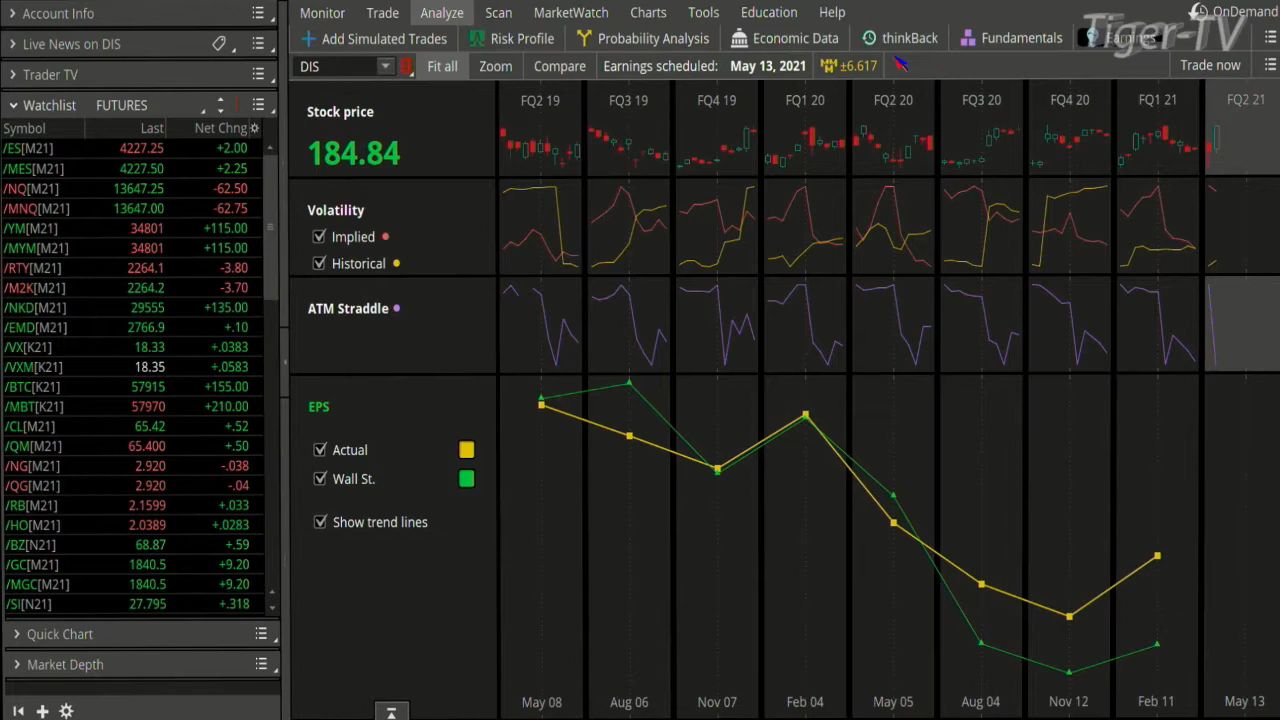 Account Info
Live News on DIS
Trader TV
Watchlist FUTURES
Symbol Last Net Chng
/ES[M21] 4227.25 +2.00
/MES[M21] 4227.50 +2.25
/NQ[M21] 13647.25 -62.50
/MNQ[M21] 13647.00 -62.75
/YM[M21] 34801 +115.00
/MYM[M21] 34801 +115.00
/RTY[M21] 2264.1 -3.80
/M2K[M21] 2264.2 -3.70
/NKD[M21] 29555 +135.00
/EMD[M21] 2766.9 +.10
/VX[K21] 18.33 +.0383
/VXM[K21] 18.35 +.0583
/BTC[K21] 57915 +155.00
/MBT[K21] 57970 +210.00
/CL[M21] 65.42 +.52
/QM[M21] 65.400 +.50
/NG[M21] 2.920 -.038
/QG[M21] 2.920 -.04
/RB[M21] 2.1599 +.033
/HO[M21] 2.0389 +.0283
/BZ[N21] 68.87 +.59
/GC[M21] 1840.5 +9.20
/MGC[M21] 1840.5 +9.20
/SI[N21] 27.795 +.318
Quick Chart
Market Depth
Monitor Trade Analyze Scan MarketWatch Charts Tools Education Help OnDemand
Tiger-TV
Add Simulated Trades Risk Profile Probability Analysis Economic Data thinkBack Fundamentals Earnings
DIS Fit all Zoom Compare Earnings scheduled: May 13, 2021 ±6.617 Trade now
FQ2 19 FQ3 19 FQ4 19 FQ1 20 FQ2 20 FQ3 20 FQ4 20 FQ1 21 FQ2 21
Stock price
184.84
Volatility
Implied
Historical
ATM Straddle
EPS
Actual
Wall St.
Show trend lines
May 08 Aug 06 Nov 07 Feb 04 May 05 Aug 04 Nov 12 Feb 11 May 13